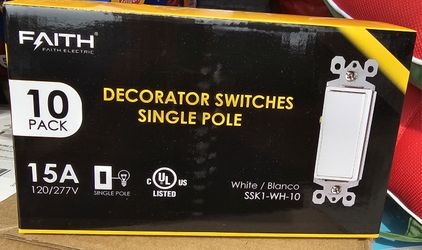 FAITH
FAITH ELECTRIC
10
PACK
DECORATOR SWITCHES
SINGLE POLE
15A
120/277V
SINGLE POLE
C UL US
LISTED
White / Blanco
SSK1-WH-10